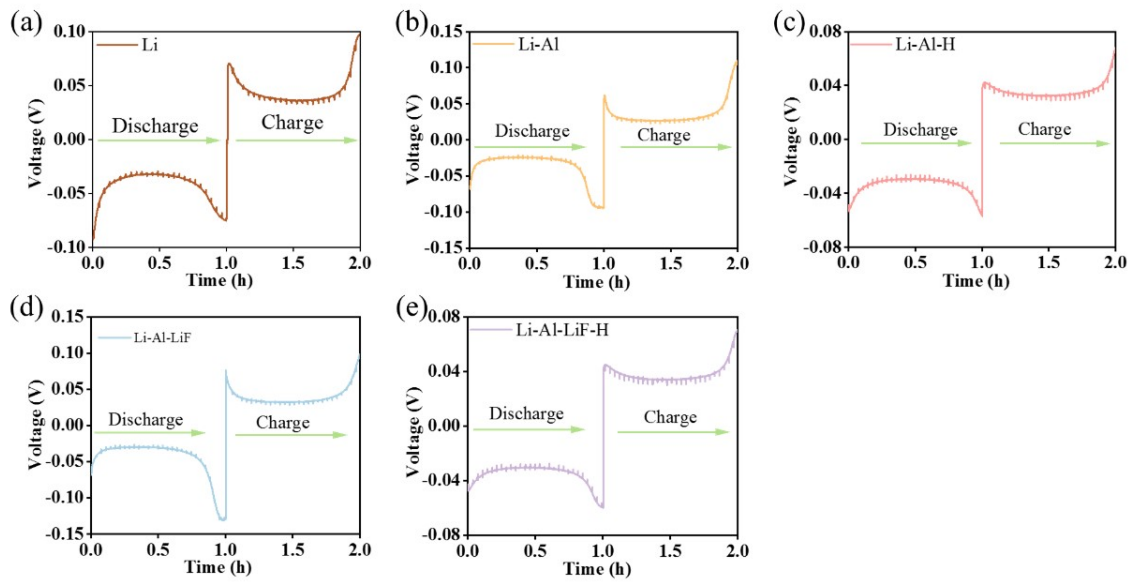 (a)
Li
Voltage (V)
0.10
0.05
0.00
-0.05
-0.10
Discharge
Charge
0.0 0.5 1.0 1.5 2.0
Time (h)
(b)
Li-Al
Voltage (V)
0.15
0.10
0.05
0.00
-0.05
-0.10
-0.15
Discharge
Charge
0.0 0.5 1.0 1.5 2.0
Time (h)
(c)
Li-Al-H
Voltage (V)
0.08
0.04
0.00
-0.04
-0.08
Discharge
Charge
0.0 0.5 1.0 1.5 2.0
Time (h)
(d)
Li-Al-LiF
Voltage (V)
0.15
0.10
0.05
0.00
-0.05
-0.10
-0.15
Discharge
Charge
0.0 0.5 1.0 1.5 2.0
Time (h)
(e)
Li-Al-LiF-H
Voltage (V)
0.08
0.04
0.00
-0.04
-0.08
Discharge
Charge
0.0 0.5 1.0 1.5 2.0
Time (h)